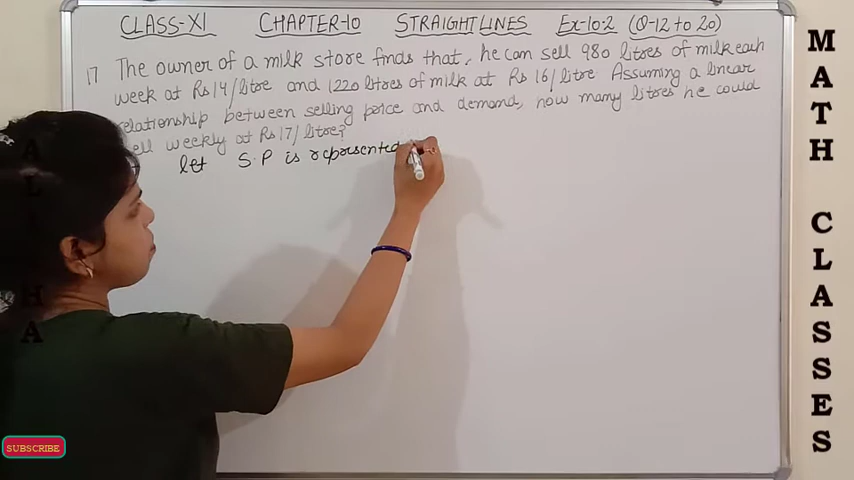 CLASS-XI CHAPTER-10 STRAIGHT LINES Ex-10.2 (Q-12 to 20)
17 The owner of a milk store finds that, he can sell 980 litres of milk each
week at Rs 14/litre and 1220 litres of milk at Rs 16/litre Assuming a linear
relationship between selling price and demand, how many litres he could
sell weekly at Rs 17/litre?
let S.P is represented
MATH CLASSES
SUBSCRIBE